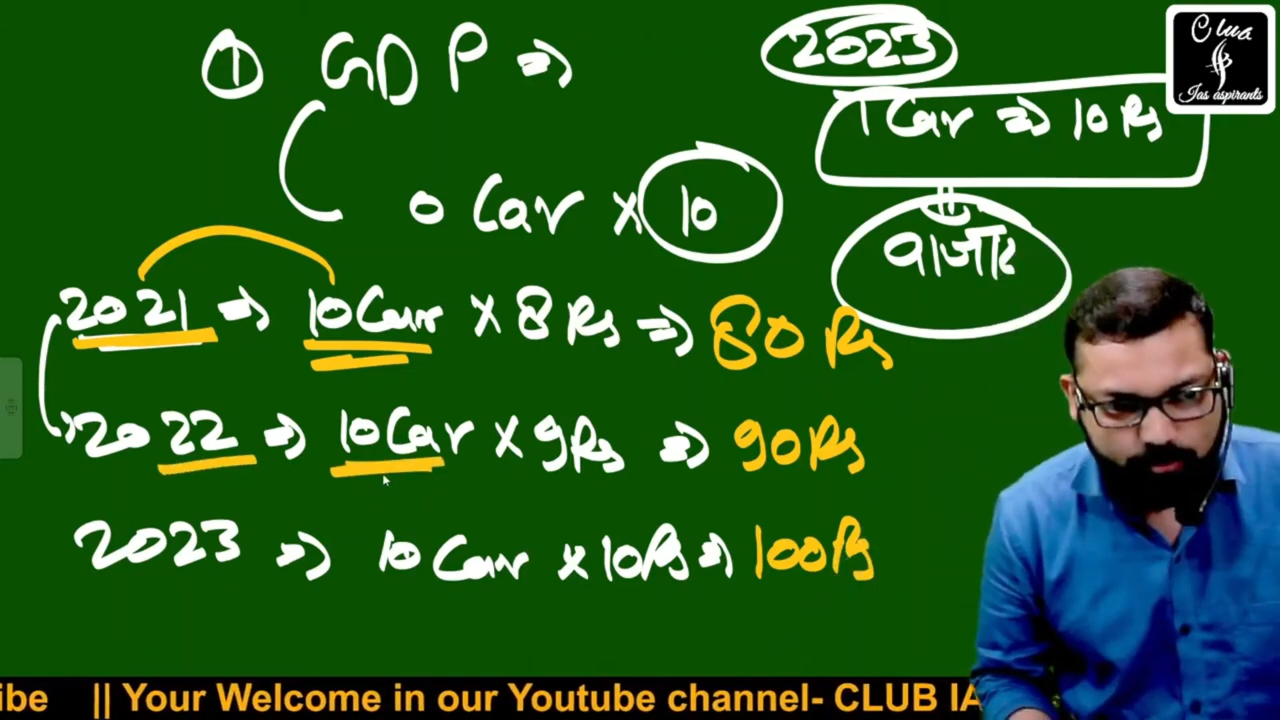 ① GDP ⇒
2023
1 Car ⇒ 10 Rs
Club
Ias aspirants
0 Car × 10
बाजार
2021 ⇒ 10 Car × 8 Rs ⇒ 80 Rs
2022 ⇒ 10 Car × 9 Rs ⇒ 90 Rs
2023 ⇒ 10 Car × 10 Rs ⇒ 100 Rs
ibe || Your Welcome in our Youtube channel- CLUB IA